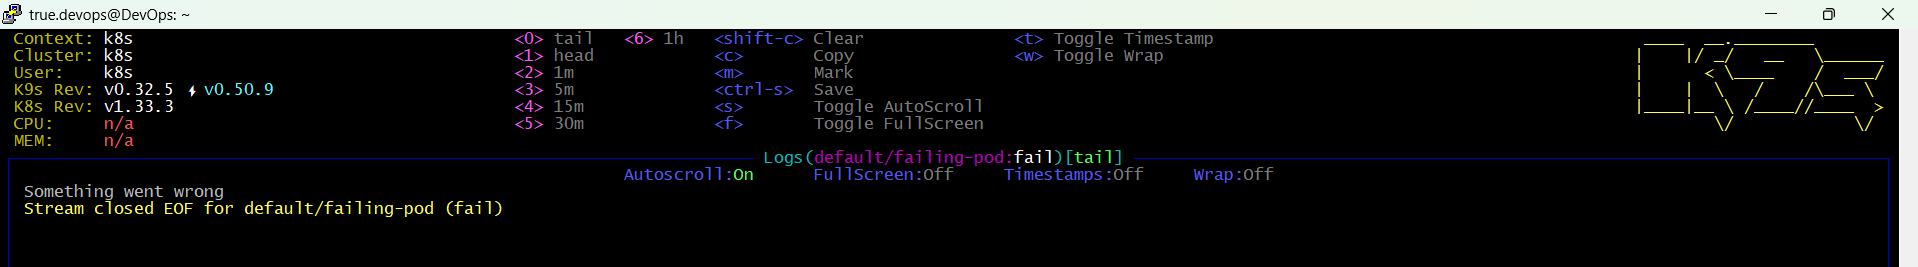 true.devops@DevOps: ~
Context: k8s <0> tail <6> 1h <shift-c> Clear <t> Toggle Timestamp
Cluster: k8s <1> head <c> Copy <w> Toggle Wrap
User: k8s <2> 1m <m> Mark
K9s Rev: v0.32.5 ⚡ v0.50.9 <3> 5m <ctrl-s> Save
K8s Rev: v1.33.3 <4> 15m <s> Toggle AutoScroll
CPU: n/a <5> 30m <f> Toggle FullScreen
MEM: n/a
Logs(default/failing-pod:fail)[tail]
Autoscroll:On FullScreen:Off Timestamps:Off Wrap:Off
Something went wrong
Stream closed EOF for default/failing-pod (fail)